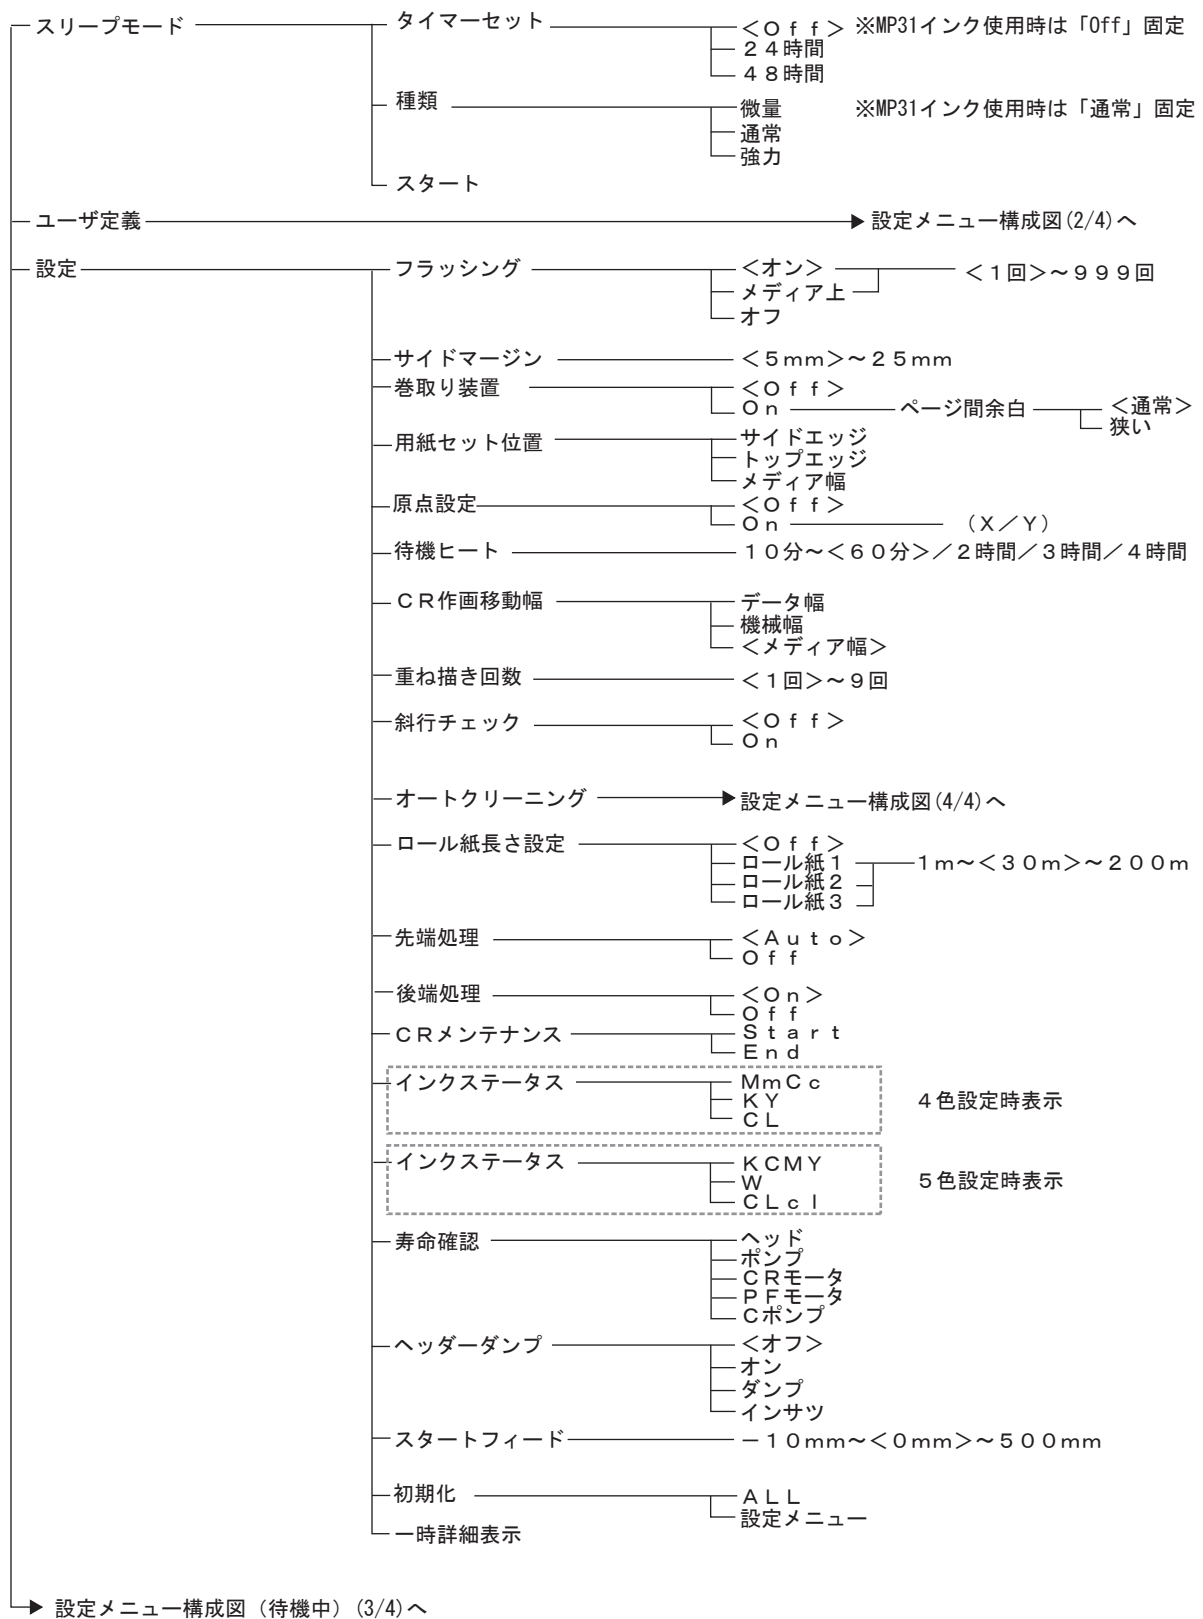 スリープモード タイマーセット <Off> ※MP31インク使用時は「Off」固定
24時間
48時間
種類 微量 ※MP31インク使用時は「通常」固定
通常
強力
スタート
ユーザ定義 設定メニュー構成図(2/4)へ
設定 フラッシング <オン> <1回>~999回
メディア上
オフ
サイドマージン <5mm>~25mm
巻取り装置 <Off>
On ページ間余白 <通常>
狭い
用紙セット位置 サイドエッジ
トップエッジ
メディア幅
原点設定 <Off>
On (X/Y)
待機ヒート 10分~<60分>/2時間/3時間/4時間
CR作画移動幅 データ幅
機械幅
<メディア幅>
重ね描き回数 <1回>~9回
斜行チェック <Off>
On
オートクリーニング 設定メニュー構成図(4/4)へ
ロール紙長さ設定 <Off>
ロール紙1 1m~<30m>~200m
ロール紙2
ロール紙3
先端処理 <Auto>
Off
後端処理 <On>
Off
CRメンテナンス Start
End
インクステータス MmCc
KY 4色設定時表示
CL
インクステータス KCMY
W 5色設定時表示
CLcl
寿命確認 ヘッド
ポンプ
CRモータ
PFモータ
Cポンプ
ヘッダーダンプ <オフ>
オン
ダンプ
インサツ
スタートフィード -10mm~<0mm>~500mm
初期化 ALL
設定メニュー
一時詳細表示
設定メニュー構成図(待機中)(3/4)へ